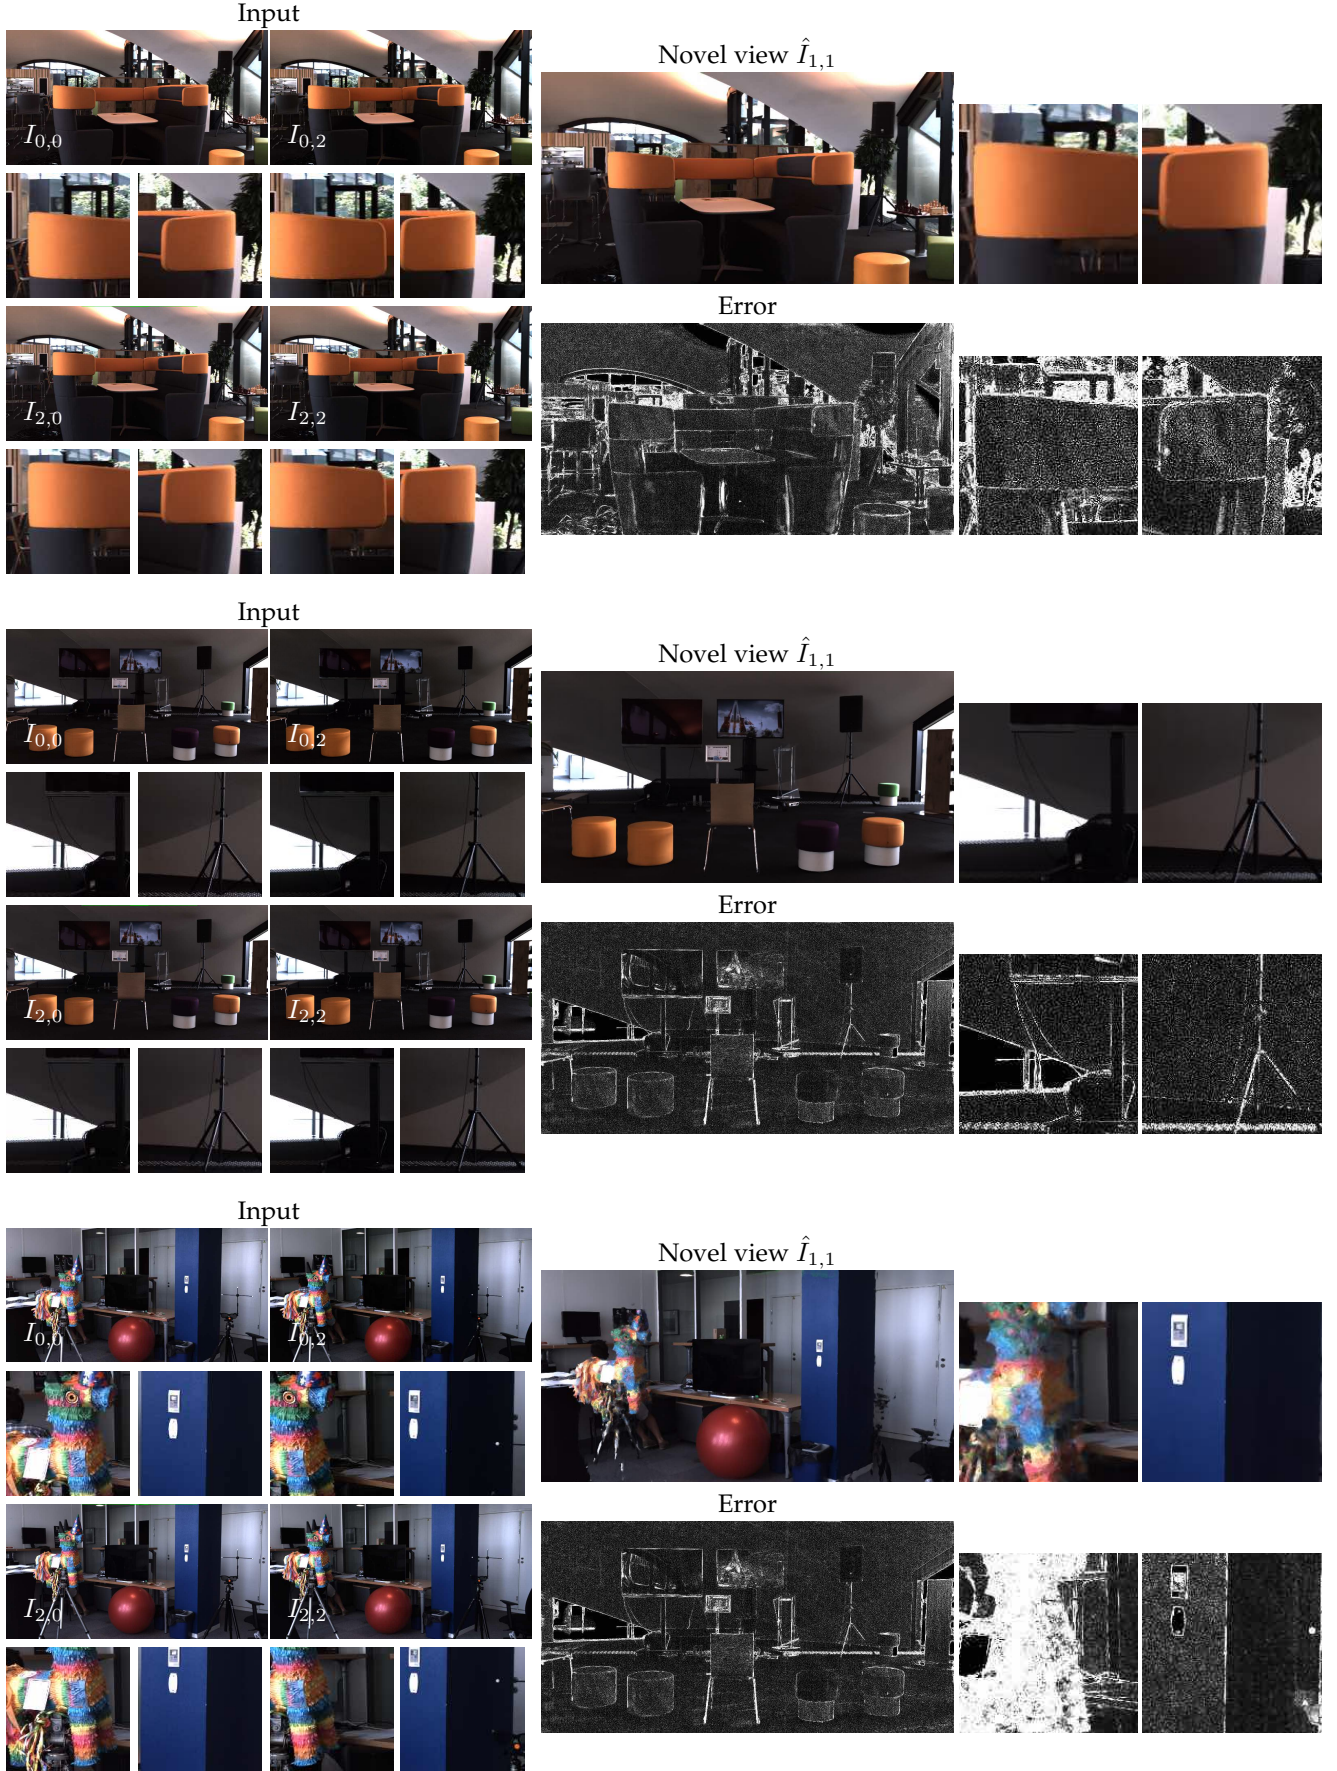 Input
Novel view Î₁,₁
I₀,₀
I₀,₂
Error
I₂,₀
I₂,₂
Input
Novel view Î₁,₁
I₀,₀
I₀,₂
Error
I₂,₀
I₂,₂
Input
Novel view Î₁,₁
I₀,₀
I₀,₂
Error
I₂,₀
I₂,₂